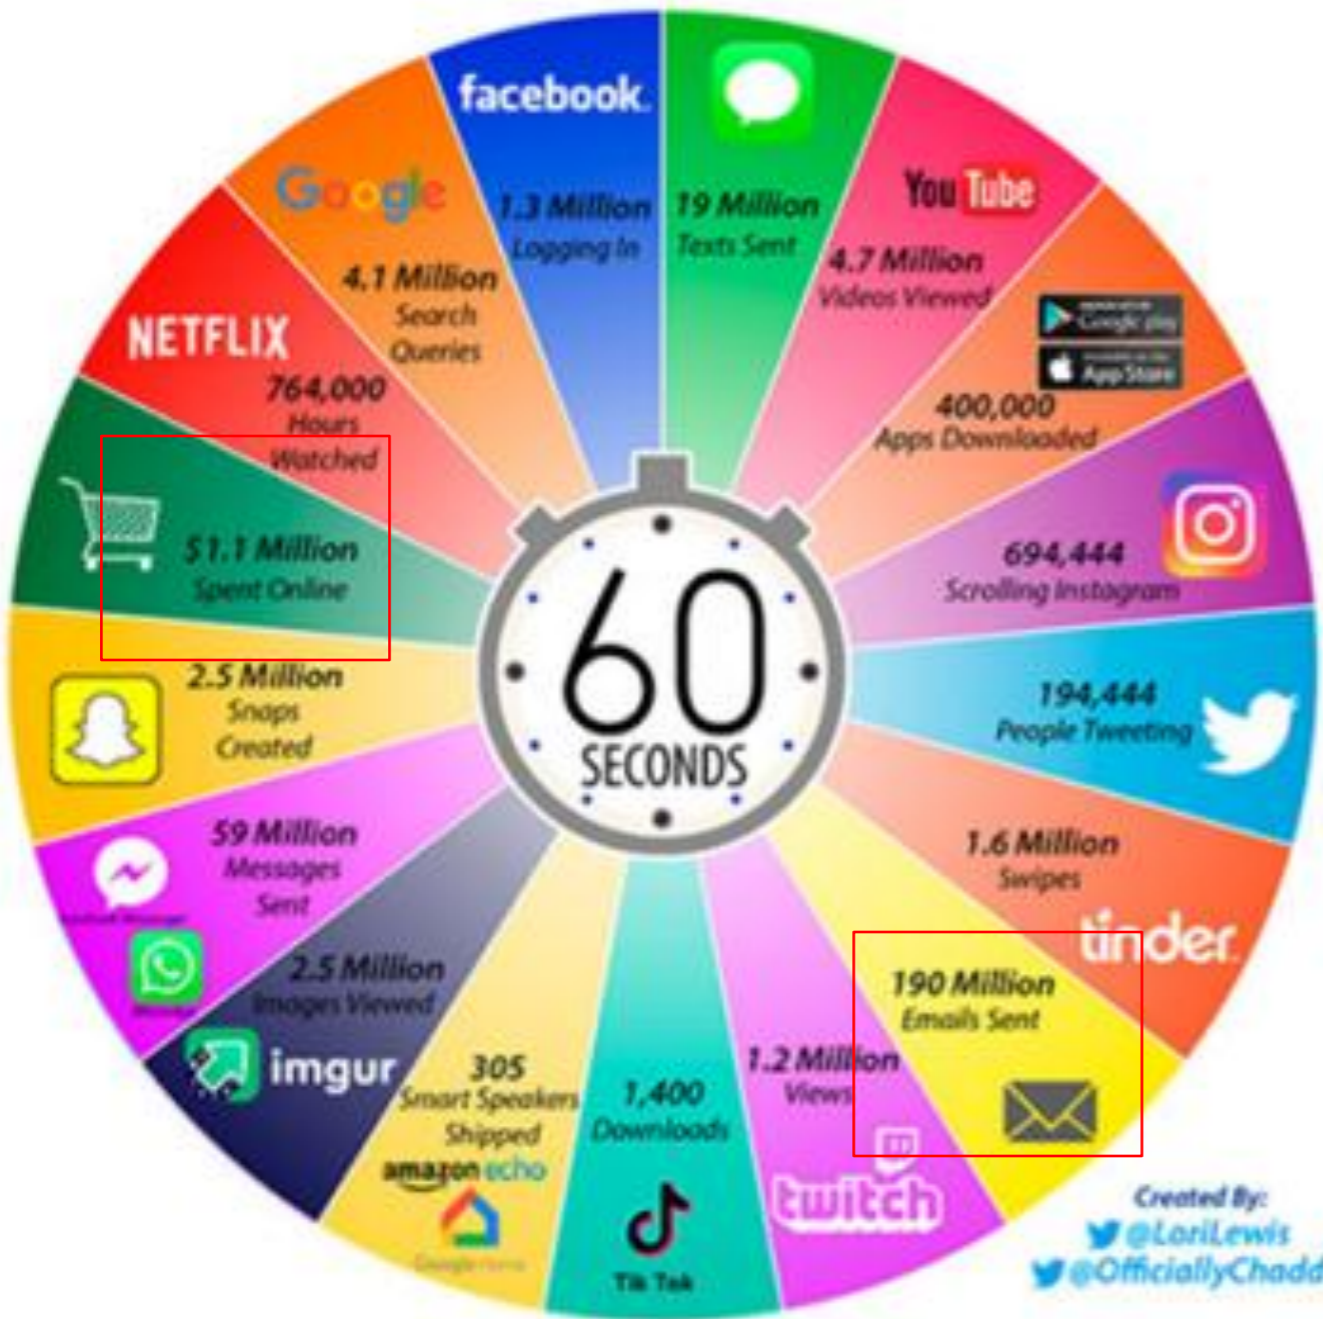 facebook.
1.3 Million
Logging In
19 Million
Texts Sent
You Tube
4.7 Million
Videos Viewed
Google play
App Store
400,000
Apps Downloaded
694,444
Scrolling Instagram
194,444
People Tweeting
1.6 Million
Swipes
tinder.
190 Million
Emails Sent
1.2 Million
Views
twitch
1,400
Downloads
Tik Tok
305
Smart Speakers
Shipped
amazon echo
Google Home
2.5 Million
Images Viewed
imgur
59 Million
Messages
Sent
2.5 Million
Snaps
Created
$1.1 Million
Spent Online
NETFLIX
764,000
Hours
Watched
Google
4.1 Million
Search
Queries
60
SECONDS
Created By:
@LoriLewis
@OfficiallyChadd